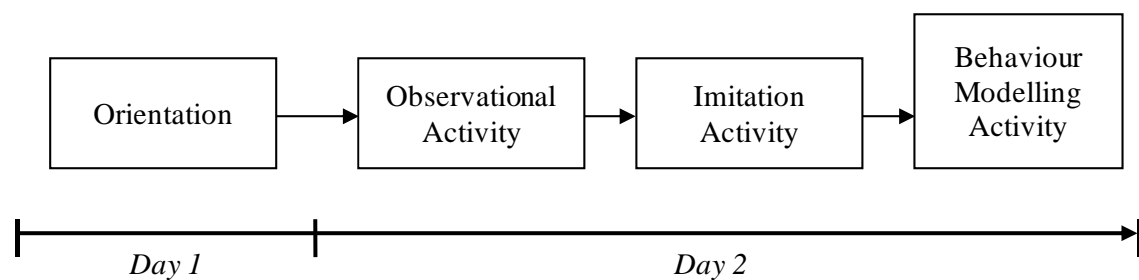 Orientation
Observational
Activity
Imitation
Activity
Behaviour
Modelling
Activity
Day 1
Day 2